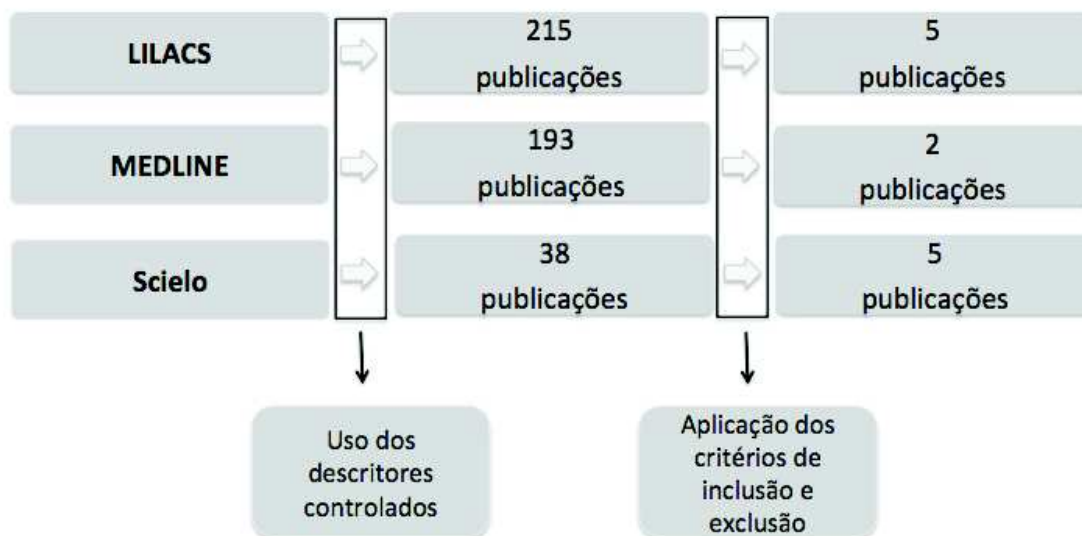 LILACS
215
publicações
5
publicações
MEDLINE
193
publicações
2
publicações
Scielo
38
publicações
5
publicações
Uso dos
descritores
controlados
Aplicação dos
critérios de
inclusão e
exclusão